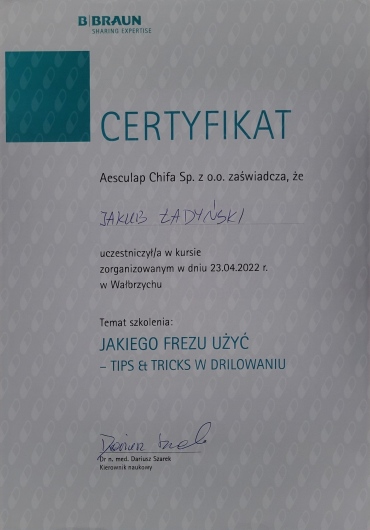 B|BRAUN
SHARING EXPERTISE
CERTYFIKAT
Aesculap Chifa Sp. z o.o. zaświadcza, że
JAKUB ŁADYŃSKI
uczestniczył/a w kursie
zorganizowanym w dniu 23.04.2022 r.
w Wałbrzychu
Temat szkolenia:
JAKIEGO FREZU UŻYĆ
– TIPS & TRICKS W DRILOWANIU
Dr n. med. Dariusz Szarek
Kierownik naukowy